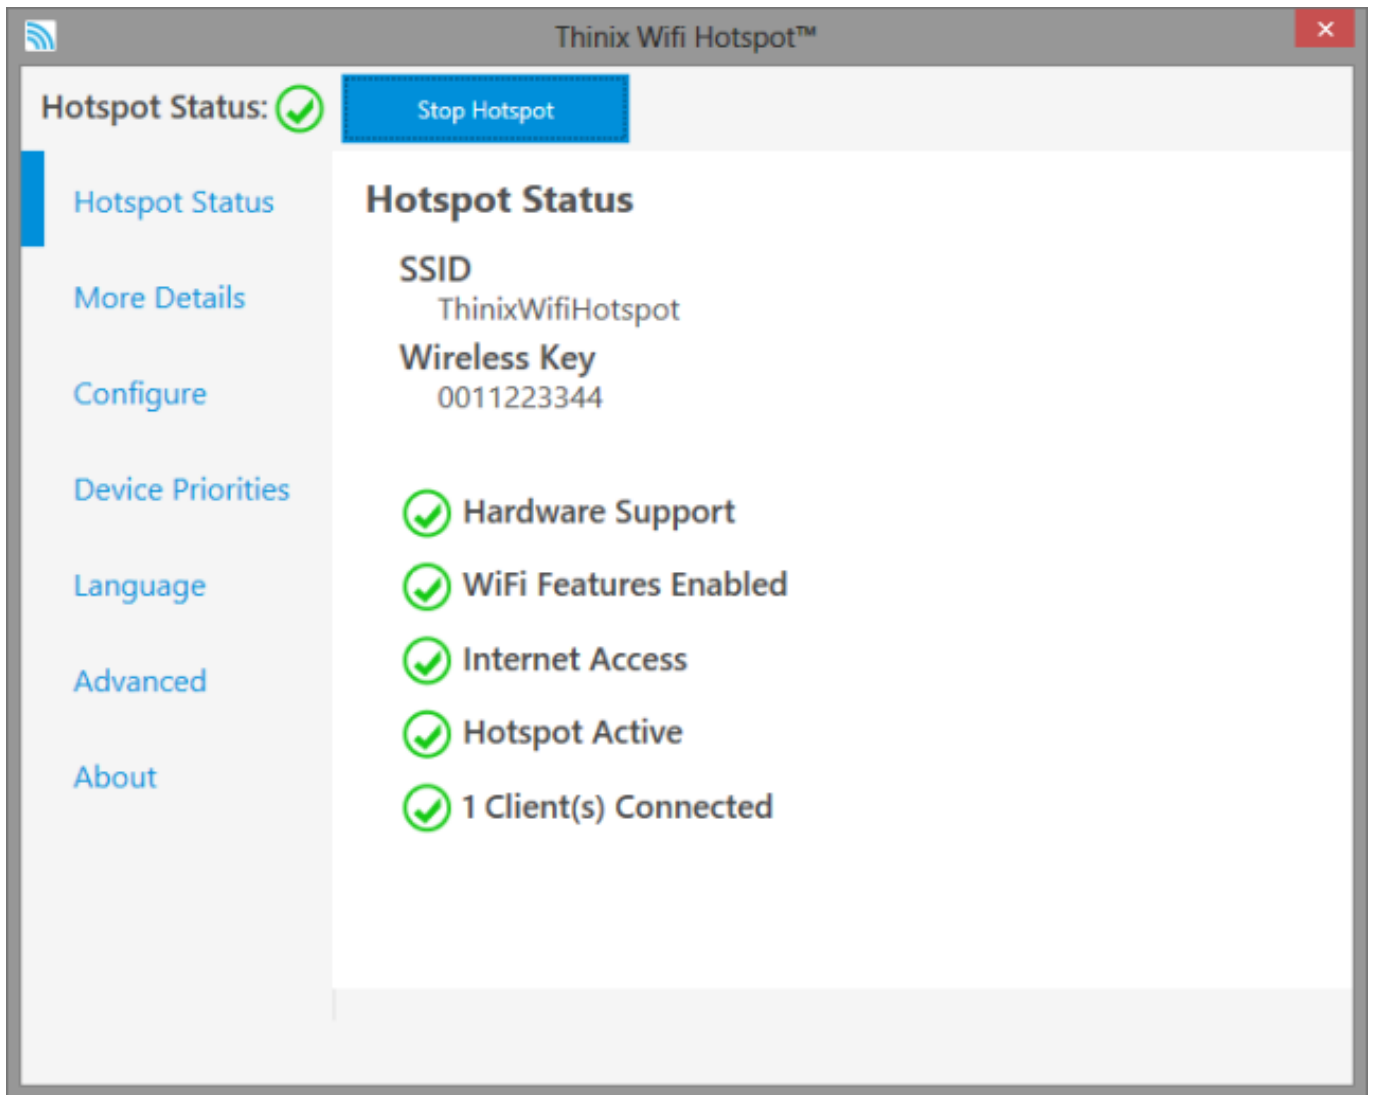 Thinix Wifi Hotspot™
Hotspot Status:
Stop Hotspot
Hotspot Status
More Details
Configure
Device Priorities
Language
Advanced
About
Hotspot Status
SSID
ThinixWifiHotspot
Wireless Key
0011223344
Hardware Support
WiFi Features Enabled
Internet Access
Hotspot Active
1 Client(s) Connected